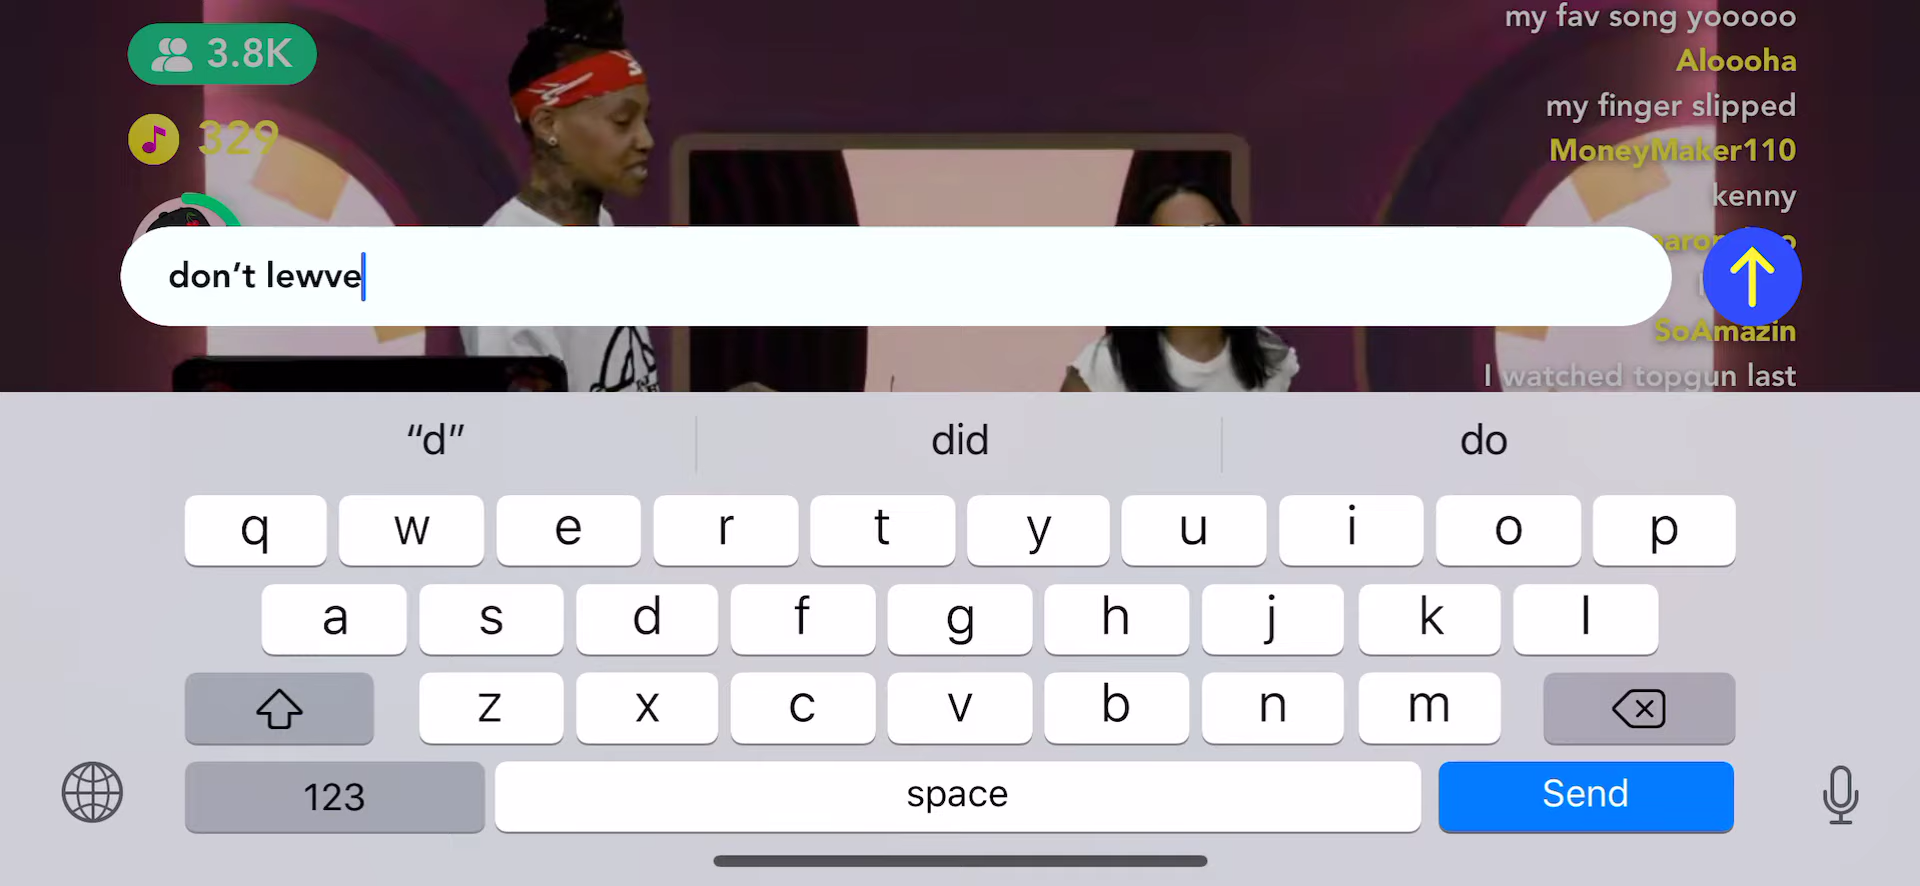 3.8K
329
my fav song yooooo
Aloooha
my finger slipped
MoneyMaker110
kenny
don't lewve
SoAmazin
I watched topgun last
"d" did do
q w e r t y u i o p
a s d f g h j k l
z x c v b n m
123 space Send